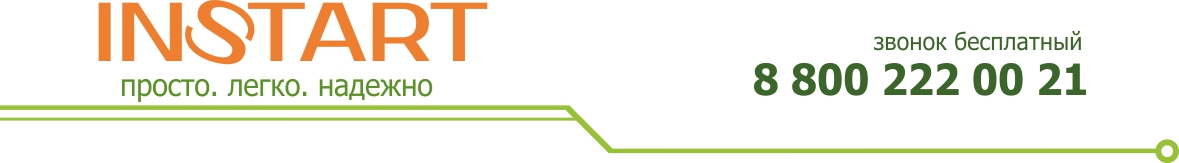 INSTART
просто. легко. надежно
звонок бесплатный
8 800 222 00 21